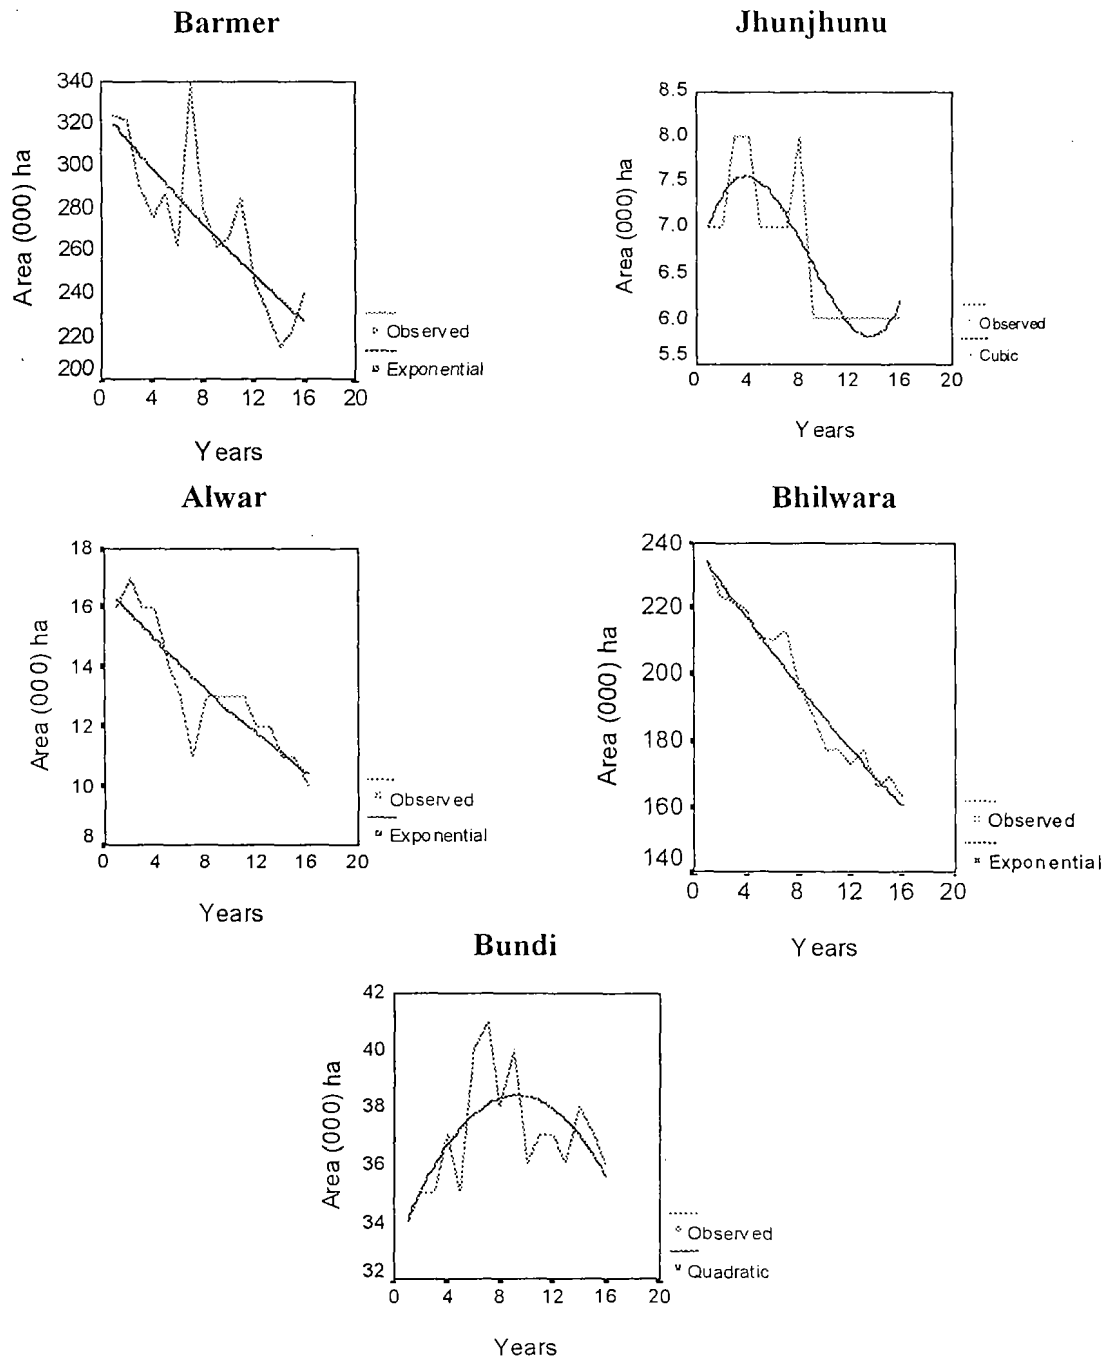 Barmer
Area (000) ha
340
320
300
280
260
240
220
200
0 4 8 12 16 20
Years
Observed
Exponential
Jhunjhunu
Area (000) ha
8.5
8.0
7.5
7.0
6.5
6.0
5.5
0 4 8 12 16 20
Years
Observed
Cubic
Alwar
Area (000) ha
18
16
14
12
10
8
0 4 8 12 16 20
Years
Observed
Exponential
Bhilwara
Area (000) ha
240
220
200
180
160
140
0 4 8 12 16 20
Years
Observed
Exponential
Bundi
Area (000) ha
42
40
38
36
34
32
0 4 8 12 16 20
Years
Observed
Quadratic